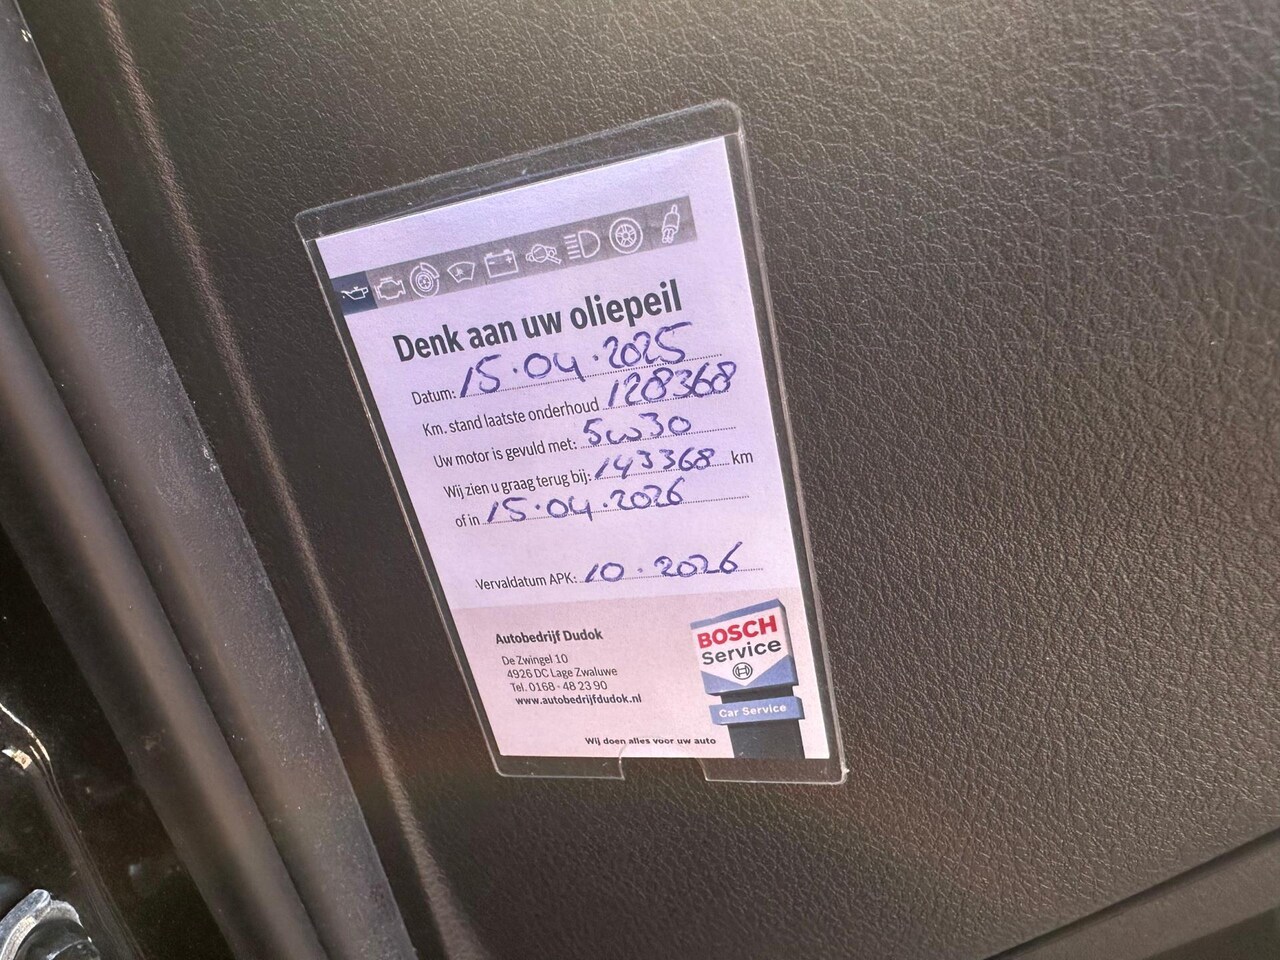 Denk aan uw oliepeil
Datum: 15.04.2025
Km. stand laatste onderhoud 128368
Uw motor is gevuld met: 5w30
Wij zien u graag terug bij: 143368 km
of in 15.04.2026
Vervaldatum APK: 10.2026
Autobedrijf Dudok
De Zwingel 10
4926 DC Lage Zwaluwe
Tel. 0168 - 48 23 90
www.autobedrijfdudok.nl
BOSCH
Service
Car Service
Wij doen alles voor uw auto